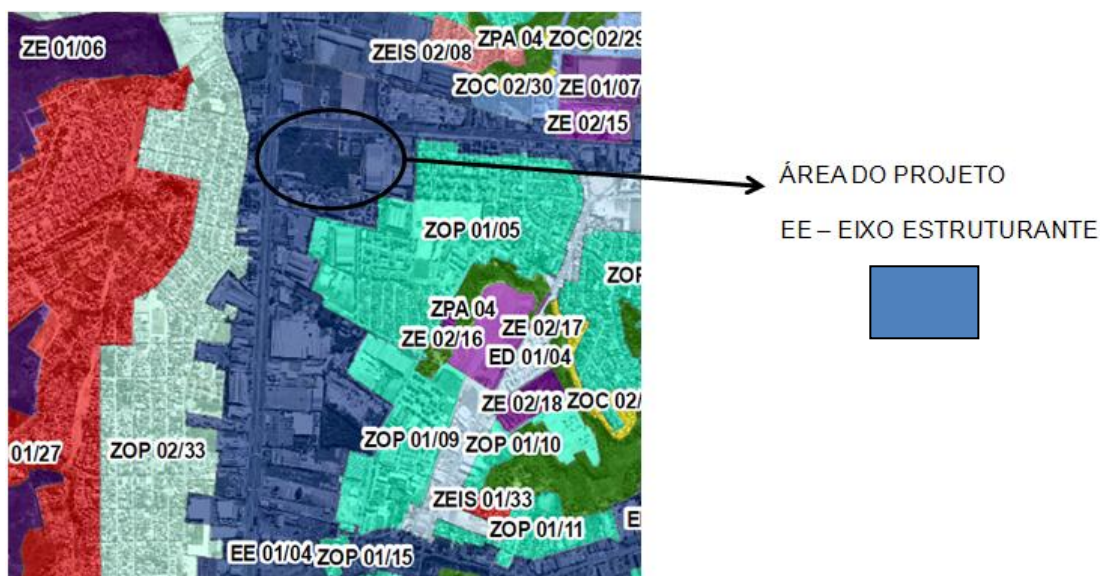 ZE 01/06
ZEIS 02/08
ZPA 04
ZOC 02/29
ZOC 02/30
ZE 01/07
ZE 02/15
ÁREA DO PROJETO
EE – EIXO ESTRUTURANTE
ZOP 01/05
ZPA 04
ZE 02/16
ZE 02/17
ED 01/04
ZE 02/18
ZOC 02/
01/27
ZOP 02/33
ZOP 01/09
ZOP 01/10
ZEIS 01/33
ZOP 01/11
EE 01/04
ZOP 01/15